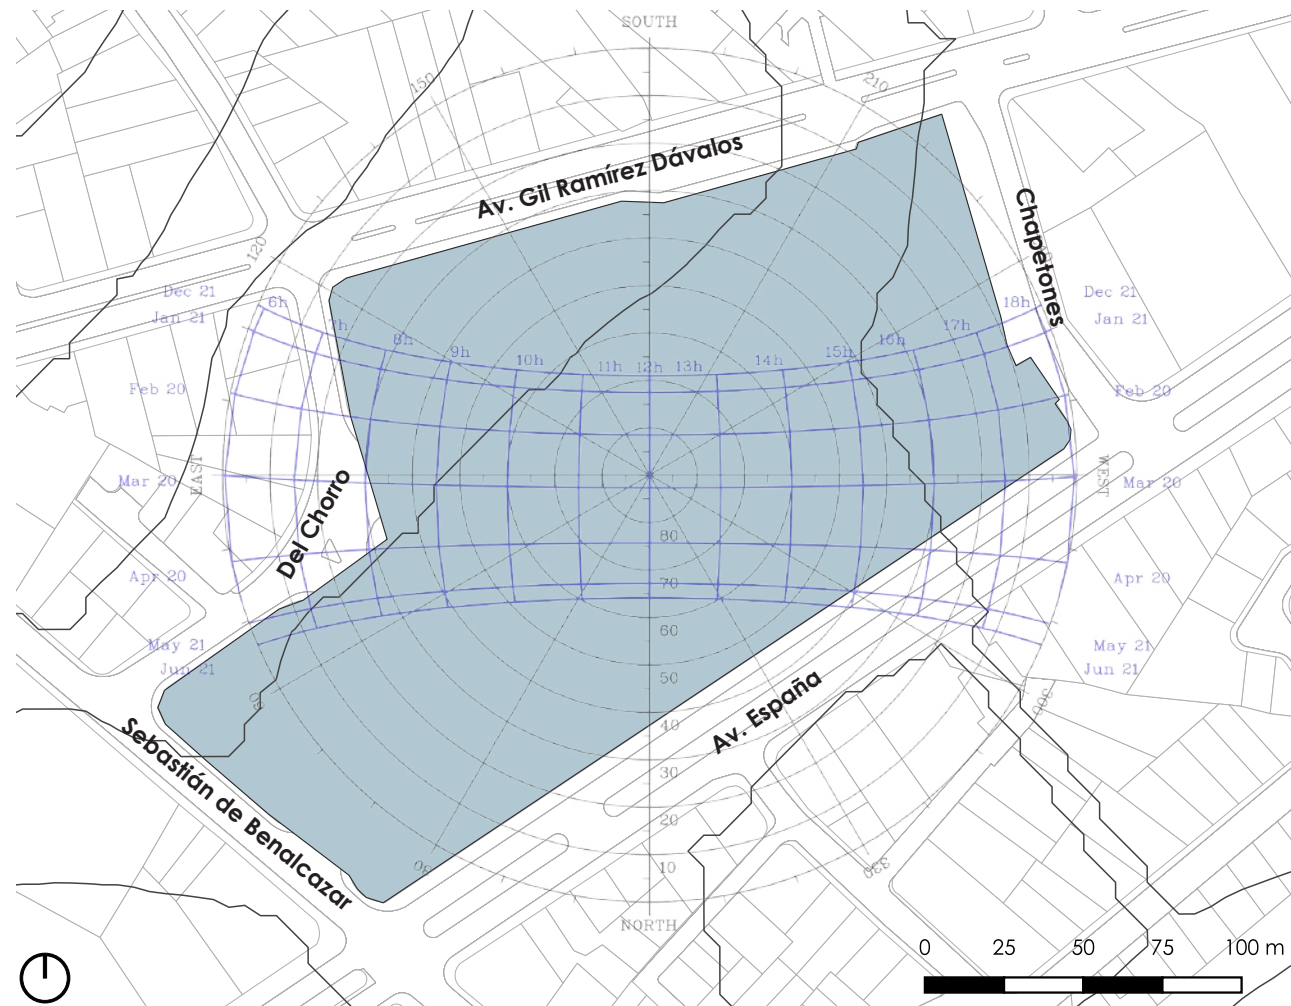 SOUTH
150
210
Av. Gil Ramírez Dávalos
Chapetones
120
Dec 21
Jan 21
6h
7h
8h
9h
10h
11h
12h
13h
14h
15h
16h
17h
18h
Dec 21
Jan 21
Feb 20
Feb 20
EAST
WEST
Mar 20
Mar 20
Del Chorro
80
70
60
50
40
30
20
10
Apr 20
Apr 20
May 21
Jun 21
May 21
Jun 21
300
330
Av. España
Sebastián de Benalcazar
NORTH
0 25 50 75 100 m